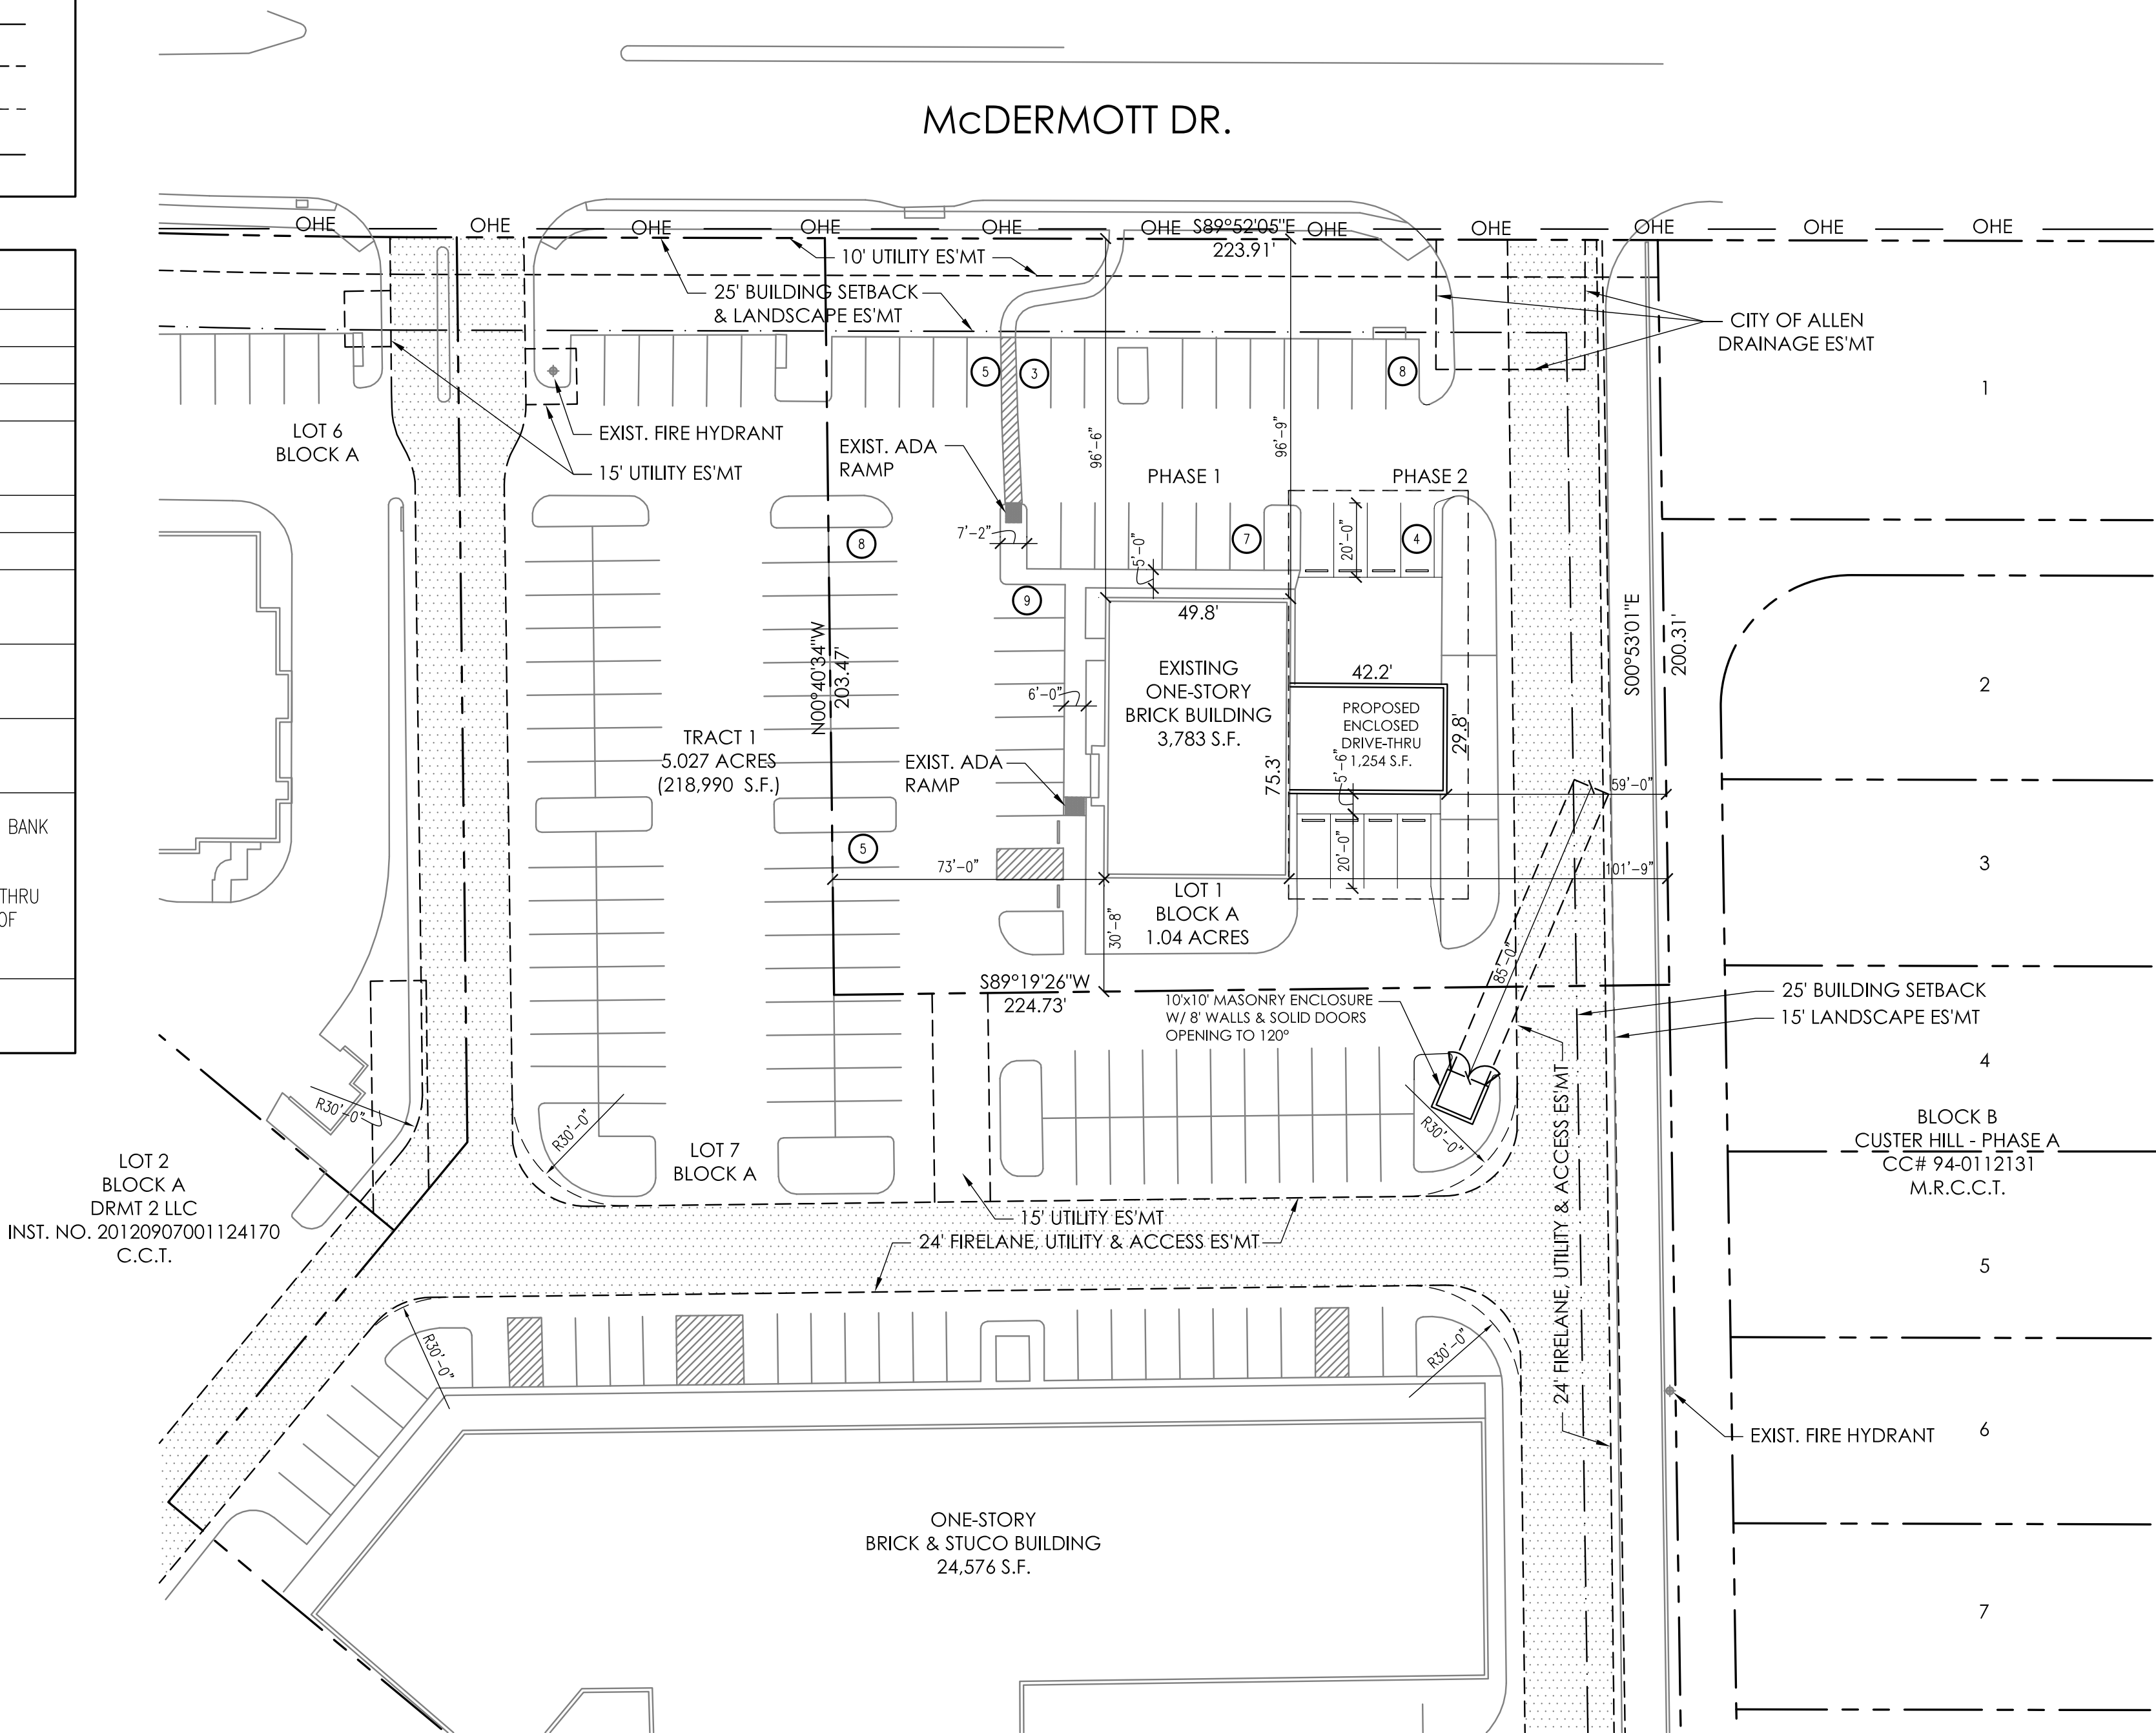 McDERMOTT DR.
OHE
OHE
OHE
OHE
OHE
OHE
S89°52'05"E
OHE
OHE
OHE
OHE
OHE
223.91'
10' UTILITY ES'MT
25' BUILDING SETBACK
& LANDSCAPE ES'MT
CITY OF ALLEN
DRAINAGE ES'MT
5
3
8
1
LOT 6
BLOCK A
EXIST. FIRE HYDRANT
15' UTILITY ES'MT
EXIST. ADA
RAMP
96'-6"
96'-9"
PHASE 1
PHASE 2
7'-2"
8
5'-0"
7
20'-0"
4
9
49.8'
N00°40'34"W
203.47'
S00°53'01"E
200.31'
EXISTING
ONE-STORY
BRICK BUILDING
3,783 S.F.
42.2'
2
6'-0"
PROPOSED
ENCLOSED
DRIVE-THRU
1,254 S.F.
29.8'
TRACT 1
5.027 ACRES
(218,990 S.F.)
EXIST. ADA
RAMP
75.3'
5'-6"
59'-0"
BANK
THRU
OF
5
73'-0"
20'-0"
101'-9"
3
LOT 1
BLOCK A
1.04 ACRES
30'-8"
85'-0"
S89°19'26"W
224.73'
10'x10' MASONRY ENCLOSURE
W/ 8' WALLS & SOLID DOORS
OPENING TO 120°
25' BUILDING SETBACK
15' LANDSCAPE ES'MT
4
R30'-0"
R30'-0"
R30'-0"
BLOCK B
CUSTER HILL - PHASE A
CC# 94-0112131
M.R.C.C.T.
LOT 2
BLOCK A
DRMT 2 LLC
INST. NO. 20120907001124170
C.C.T.
LOT 7
BLOCK A
15' UTILITY ES'MT
24' FIRELANE, UTILITY & ACCESS ES'MT
24' FIRELANE, UTILITY & ACCESS ES'MT
5
R30'-0"
R30'-0"
EXIST. FIRE HYDRANT
6
ONE-STORY
BRICK & STUCO BUILDING
24,576 S.F.
7